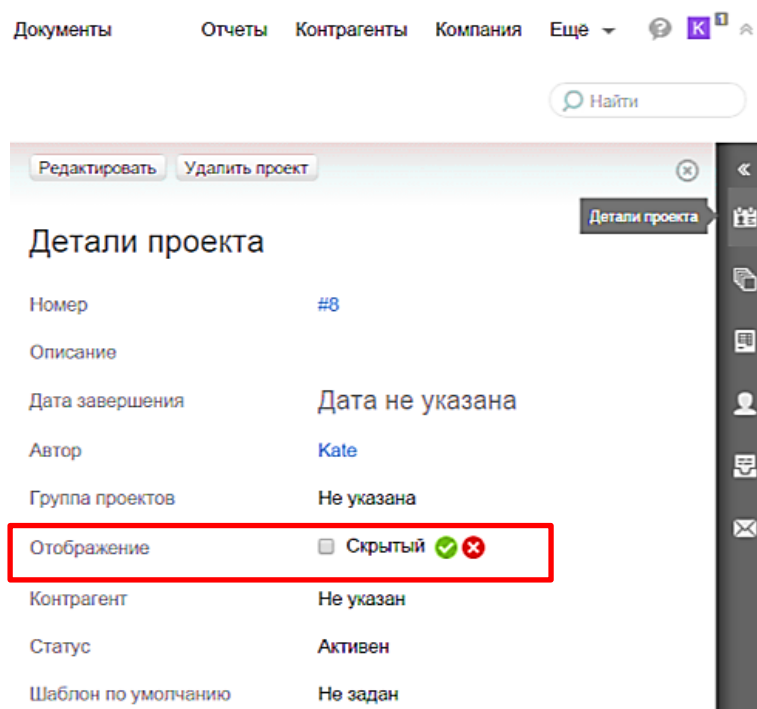 Документы Отчеты Контрагенты Компания Ещё K 1
Найти
Редактировать Удалить проект
Детали проекта
Детали проекта
Номер #8
Описание
Дата завершения Дата не указана
Автор Kate
Группа проектов Не указана
Отображение Скрытый
Контрагент Не указан
Статус Активен
Шаблон по умолчанию Не задан